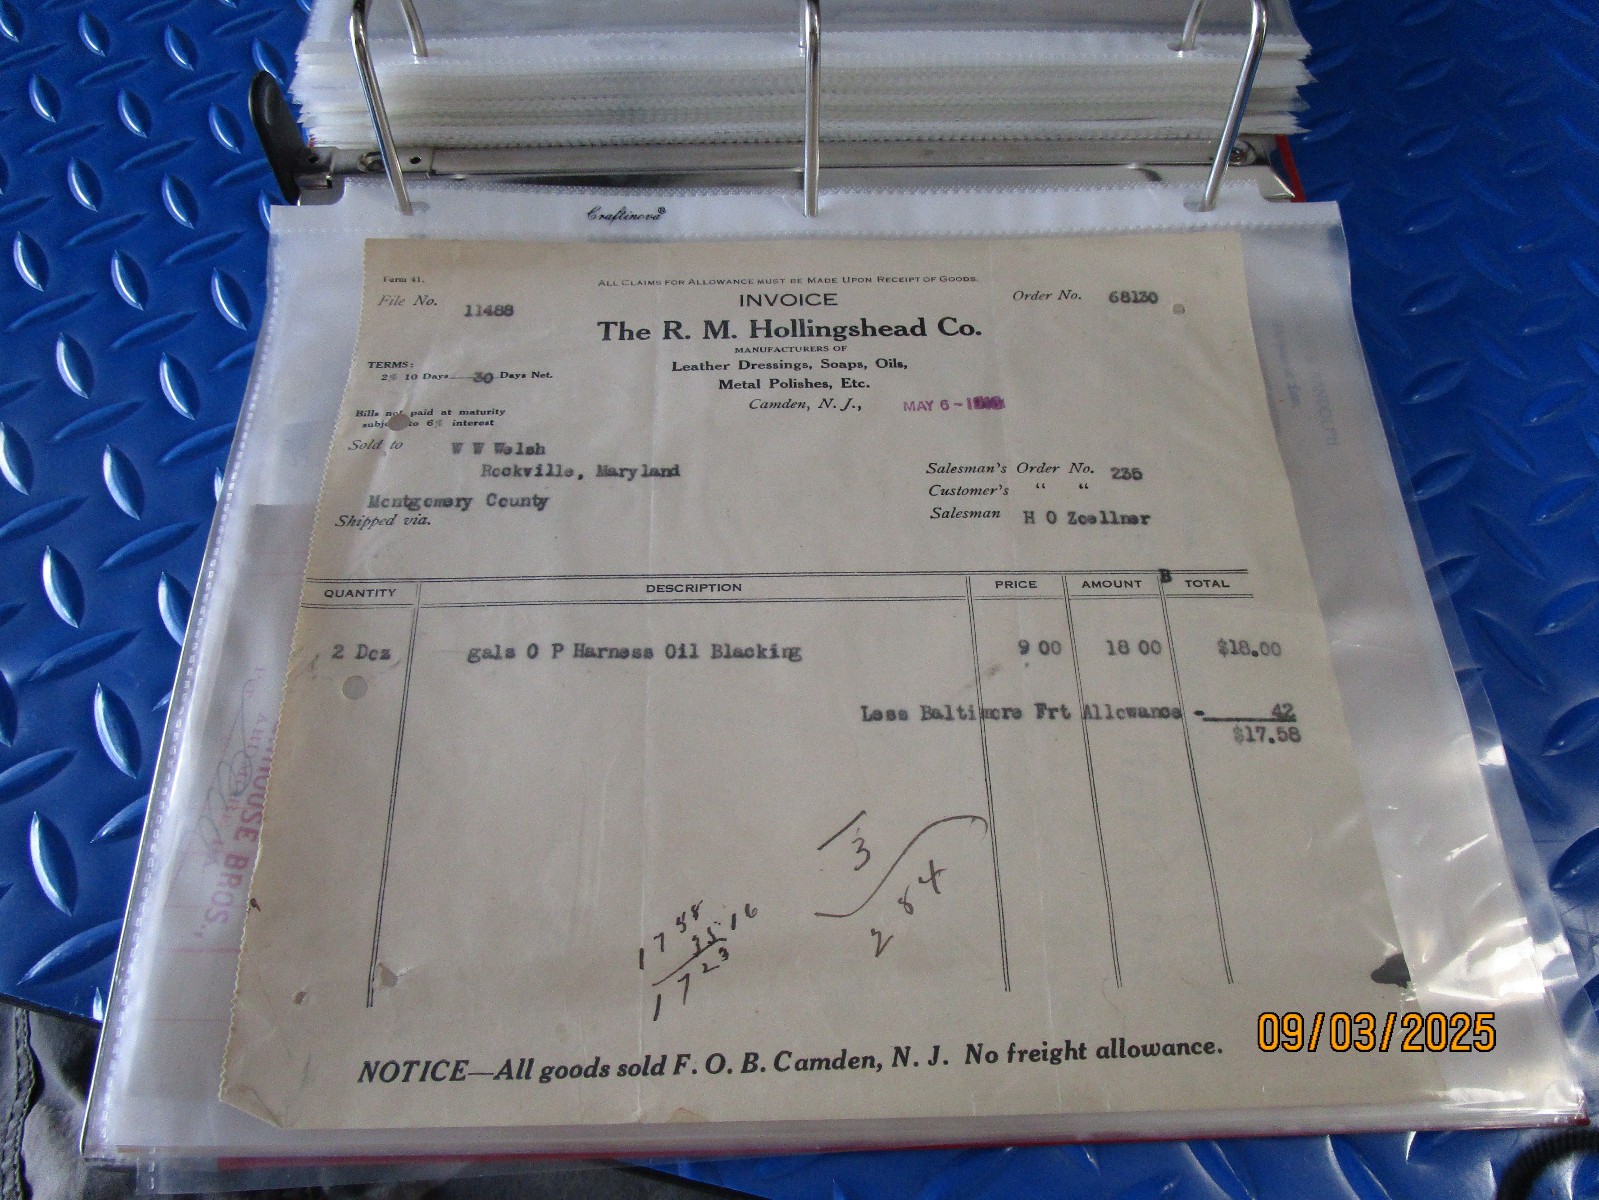 Craftinova®
Form 41.
ALL CLAIMS FOR ALLOWANCE MUST BE MADE UPON RECEIPT OF GOODS.
File No. 11488
INVOICE
Order No. 68130
The R. M. Hollingshead Co.
MANUFACTURERS OF
TERMS:
Leather Dressings, Soaps, Oils,
2% 10 Days 30 Days Net.
Metal Polishes, Etc.
Camden, N. J., MAY 6-
Bills not paid at maturity
to 6% interest
Sold to W W Welsh
Rockville, Maryland
Montgomery County
Shipped via.
Salesman's Order No. 235
Customer's “ “
Salesman H O Zoellner
QUANTITY DESCRIPTION PRICE AMOUNT B TOTAL
2 Doz gals O P Harness Oil Blacking 9 00 18 00 $18.00
Less Baltimore Frt Allowance - 42
$17.58
3
2 8 4
17 58
35 16
17 23
HOUSE BROS.,
NOTICE—All goods sold F. O. B. Camden, N. J. No freight allowance.
09/03/2025